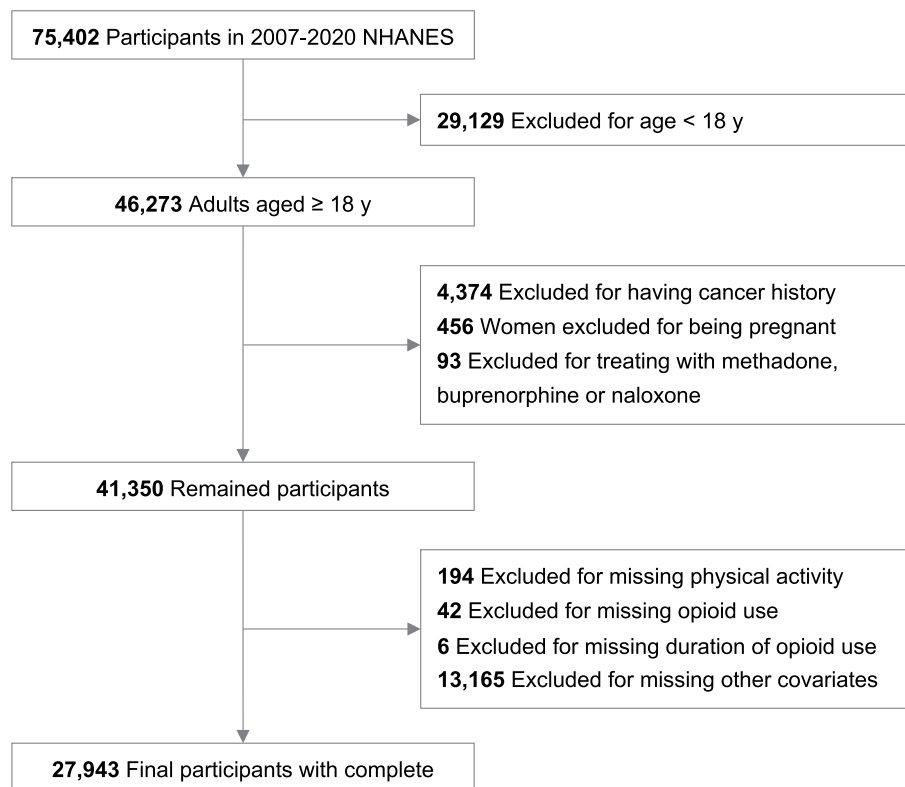 75,402 Participants in 2007-2020 NHANES
29,129 Excluded for age < 18 y
46,273 Adults aged ≥ 18 y
4,374 Excluded for having cancer history
456 Women excluded for being pregnant
93 Excluded for treating with methadone,
buprenorphine or naloxone
41,350 Remained participants
194 Excluded for missing physical activity
42 Excluded for missing opioid use
6 Excluded for missing duration of opioid use
13,165 Excluded for missing other covariates
27,943 Final participants with complete